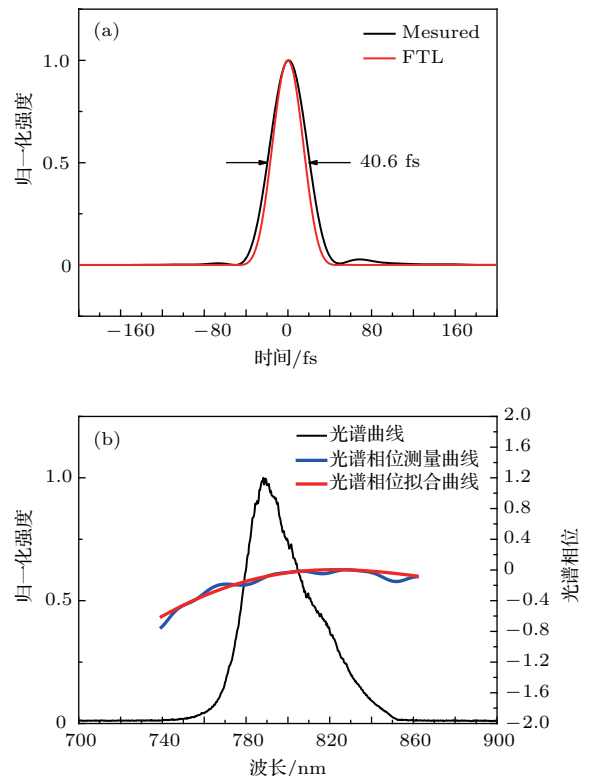 (a)
Mesured
FTL
1.0
0.5
0
归一化强度
40.6 fs
−160
−80
0
80
160
时间/fs
(b)
光谱曲线
光谱相位测量曲线
光谱相位拟合曲线
1.0
0.5
0
归一化强度
2.0
1.6
1.2
0.8
0.4
0
−0.4
−0.8
−1.2
−1.6
−2.0
光谱相位
700
740
780
820
860
900
波长/nm